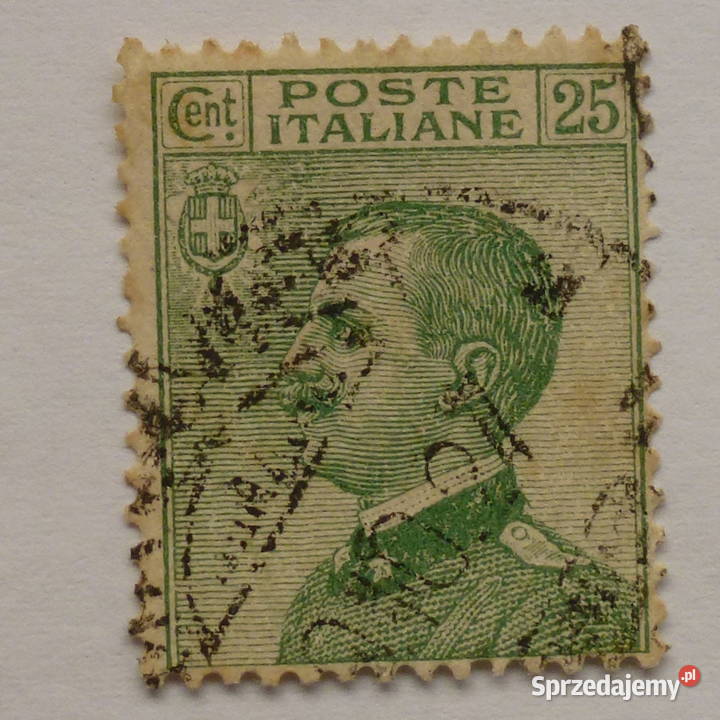 Cent. POSTE ITALIANE 25
Sprzedajemy.pl